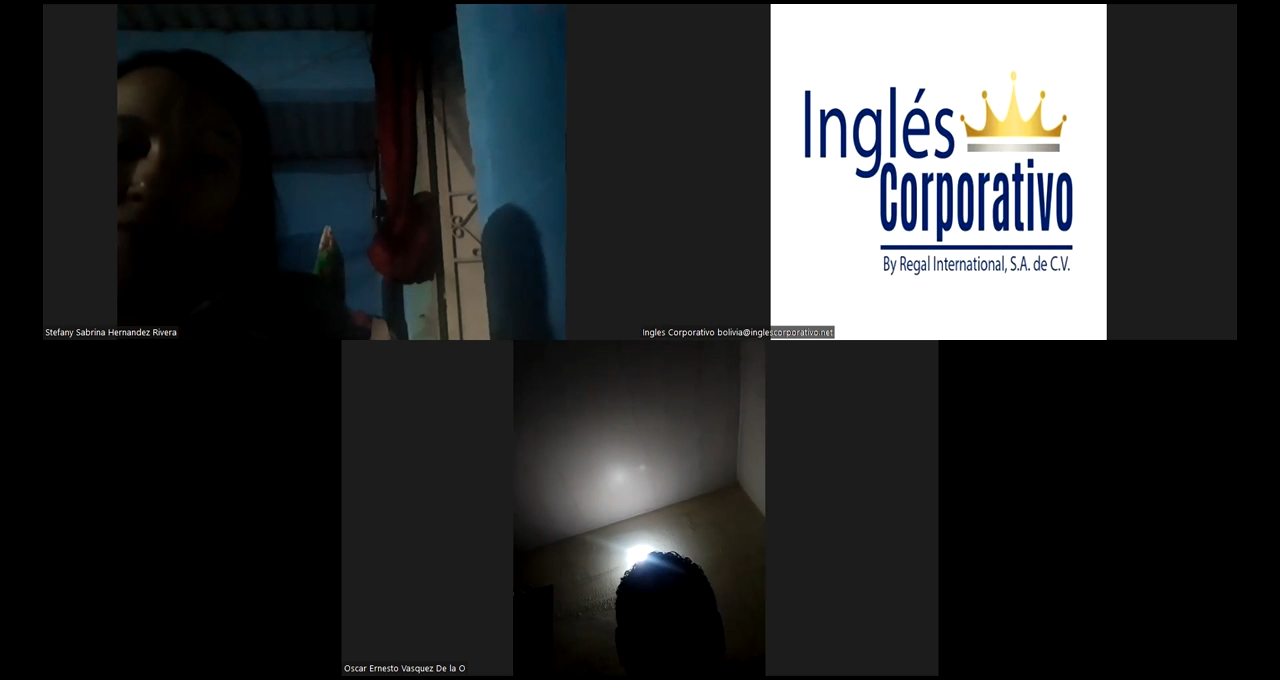 Inglés
Corporativo
By Regal International, S.A. de C.V.
Stefany Sabrina Hernandez Rivera
Ingles Corporativo bolivia@inglescorporativo.net
Oscar Ernesto Vasquez De la O